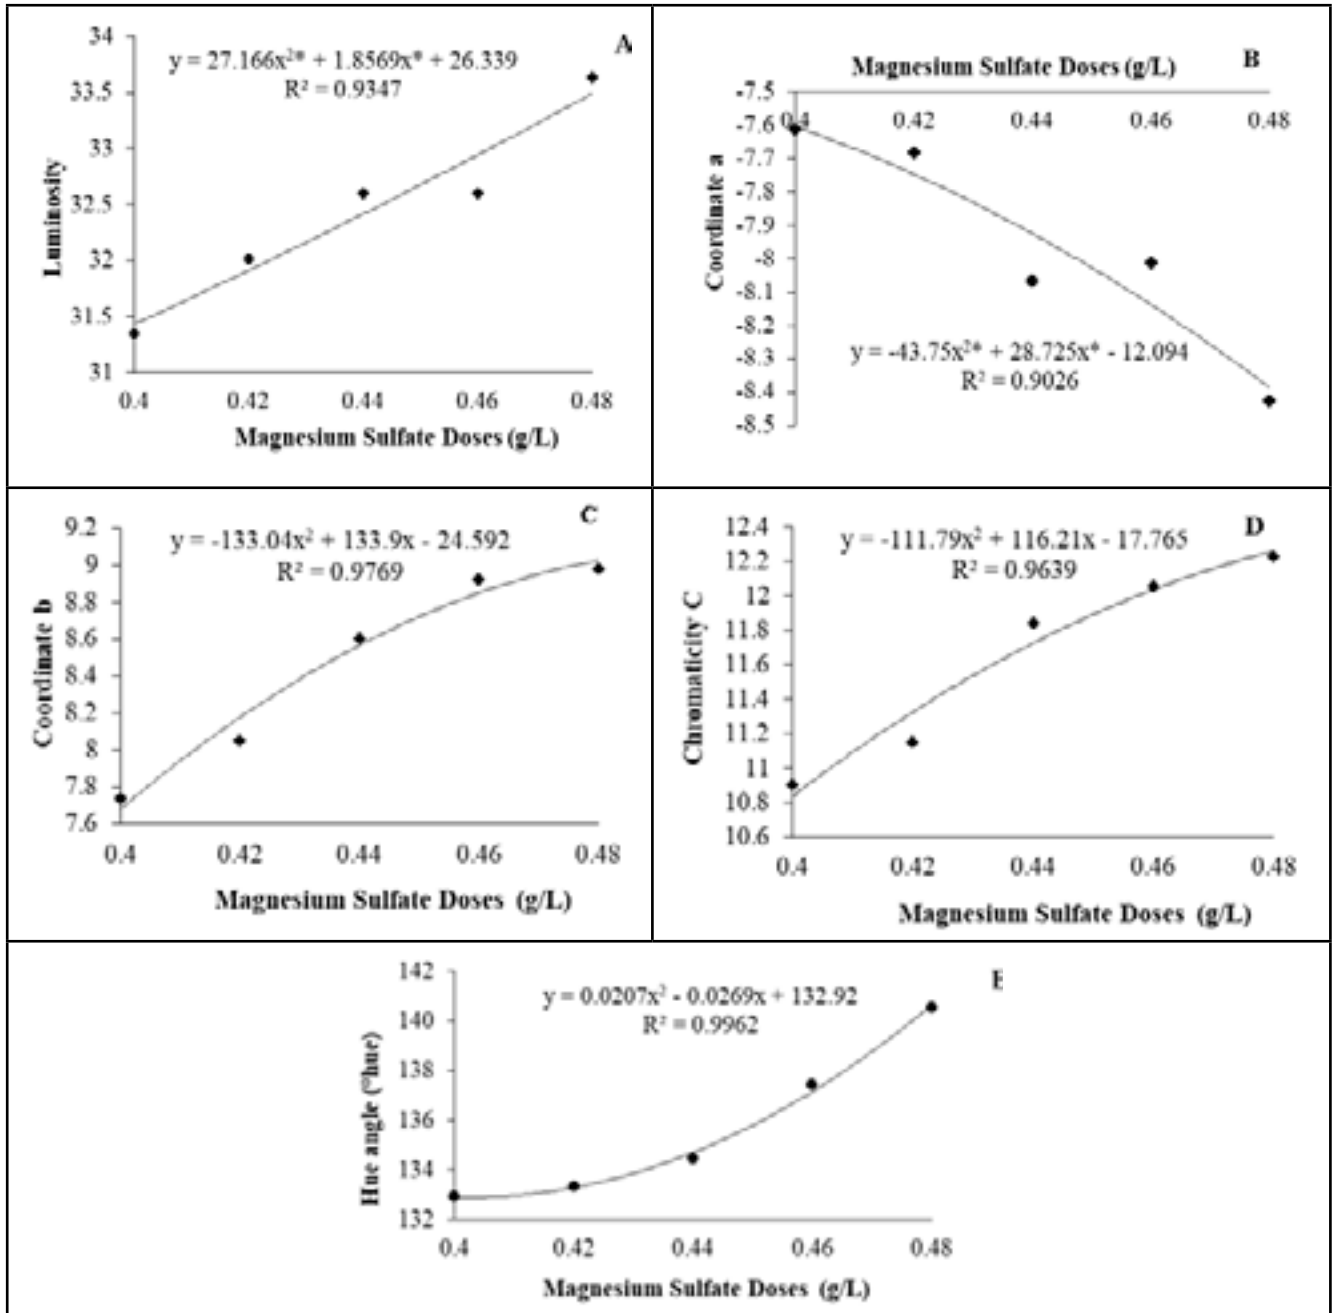 A
y = 27.166x²* + 1.8569x* + 26.339
R² = 0.9347
34
33.5
33
32.5
32
31.5
31
Luminosity
0.4 0.42 0.44 0.46 0.48
Magnesium Sulfate Doses (g/L)
B
Magnesium Sulfate Doses (g/L)
0.4 0.42 0.44 0.46 0.48
-7.5
-7.6
-7.7
-7.8
-7.9
-8
-8.1
-8.2
-8.3
-8.4
-8.5
Coordinate a
y = -43.75x²* + 28.725x* - 12.094
R² = 0.9026
C
y = -133.04x² + 133.9x - 24.592
R² = 0.9769
9.2
9
8.8
8.6
8.4
8.2
8
7.8
7.6
Coordinate b
0.4 0.42 0.44 0.46 0.48
Magnesium Sulfate Doses (g/L)
D
y = -111.79x² + 116.21x - 17.765
R² = 0.9639
12.4
12.2
12
11.8
11.6
11.4
11.2
11
10.8
10.6
Chromaticity C
0.4 0.42 0.44 0.46 0.48
Magnesium Sulfate Doses (g/L)
E
y = 0.0207x² - 0.0269x + 132.92
R² = 0.9962
142
140
138
136
134
132
Hue angle (°hue)
0.4 0.42 0.44 0.46 0.48
Magnesium Sulfate Doses (g/L)